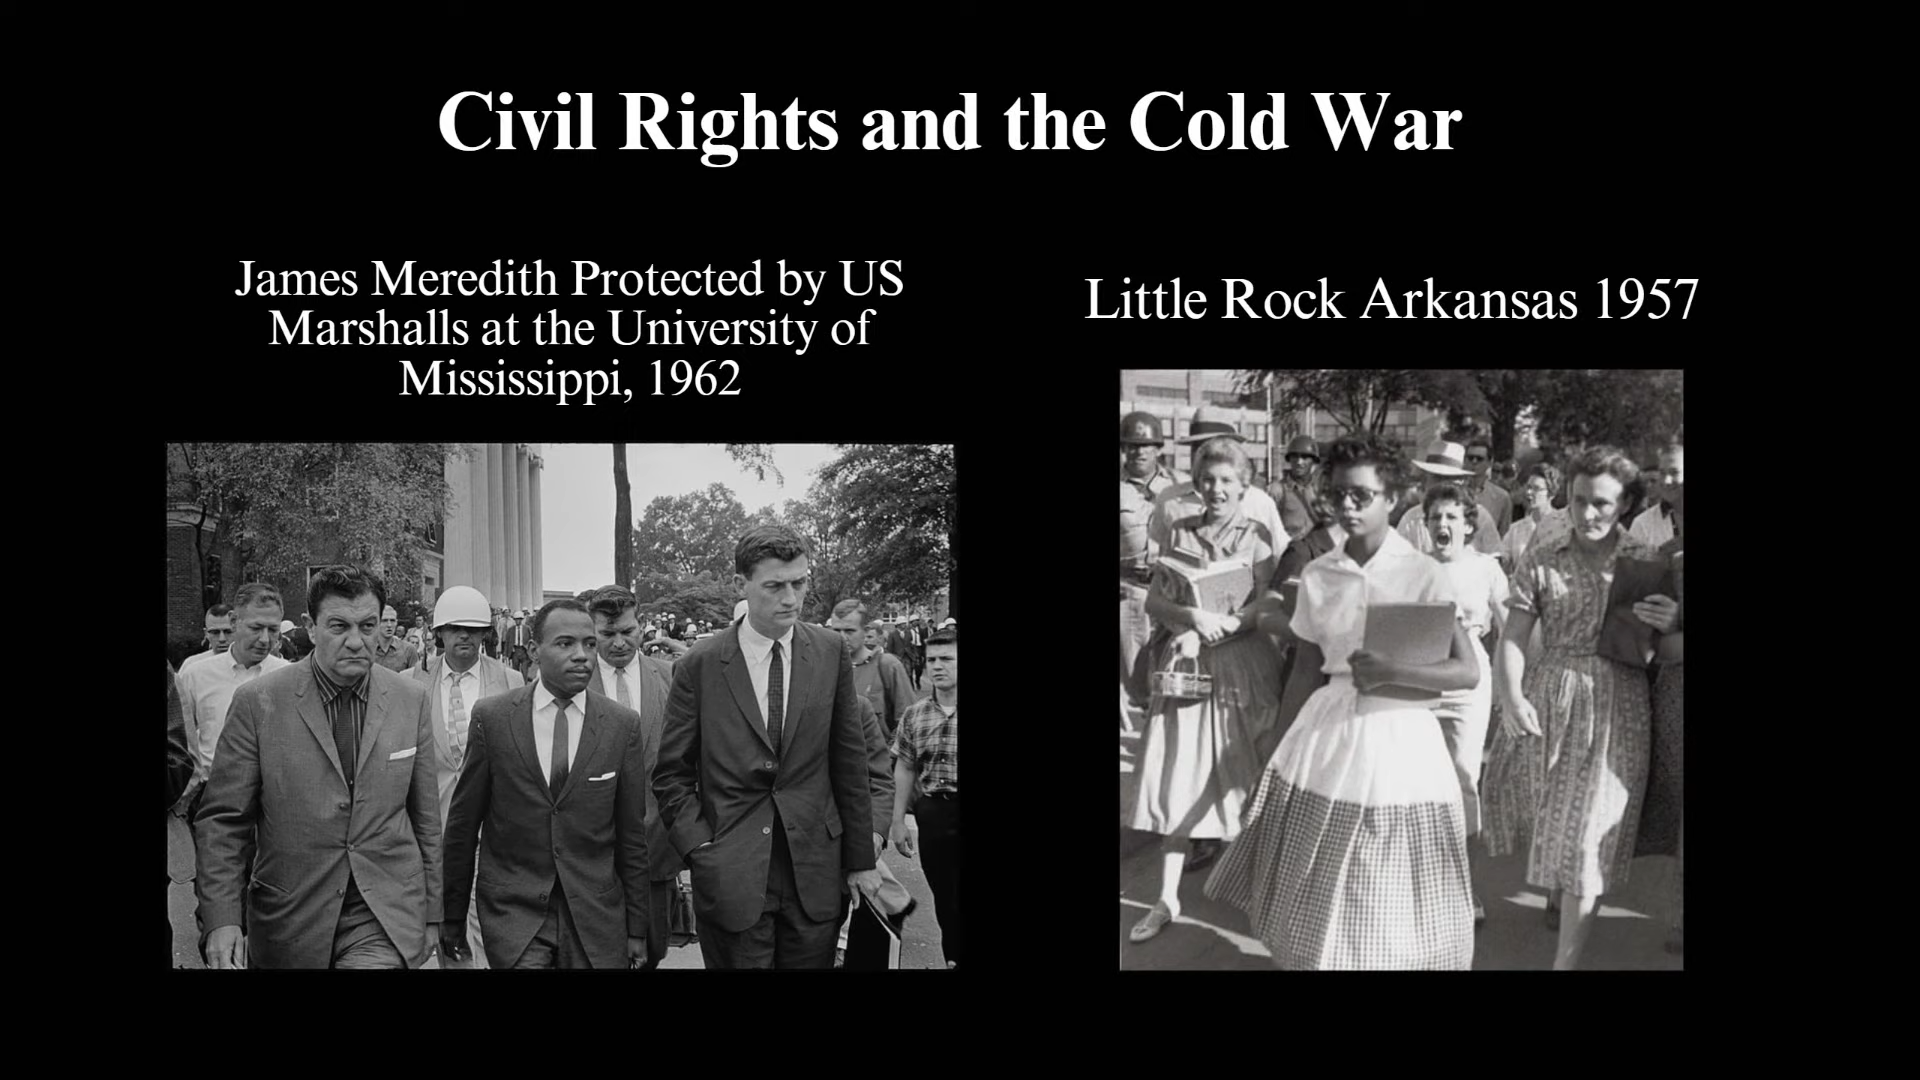 Civil Rights and the Cold War
James Meredith Protected by US
Marshalls at the University of
Mississippi, 1962
Little Rock Arkansas 1957